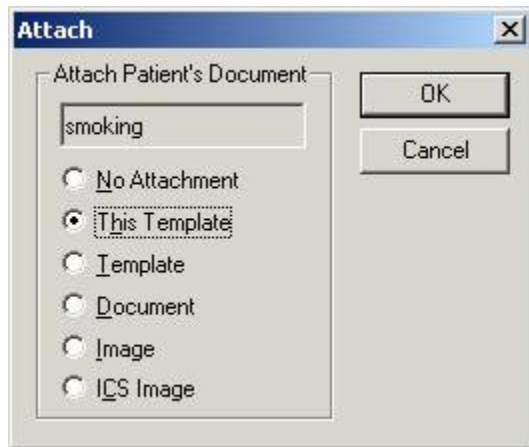 Attach
Attach Patient's Document
smoking
No Attachment
This Template
Template
Document
Image
ICS Image
OK
Cancel